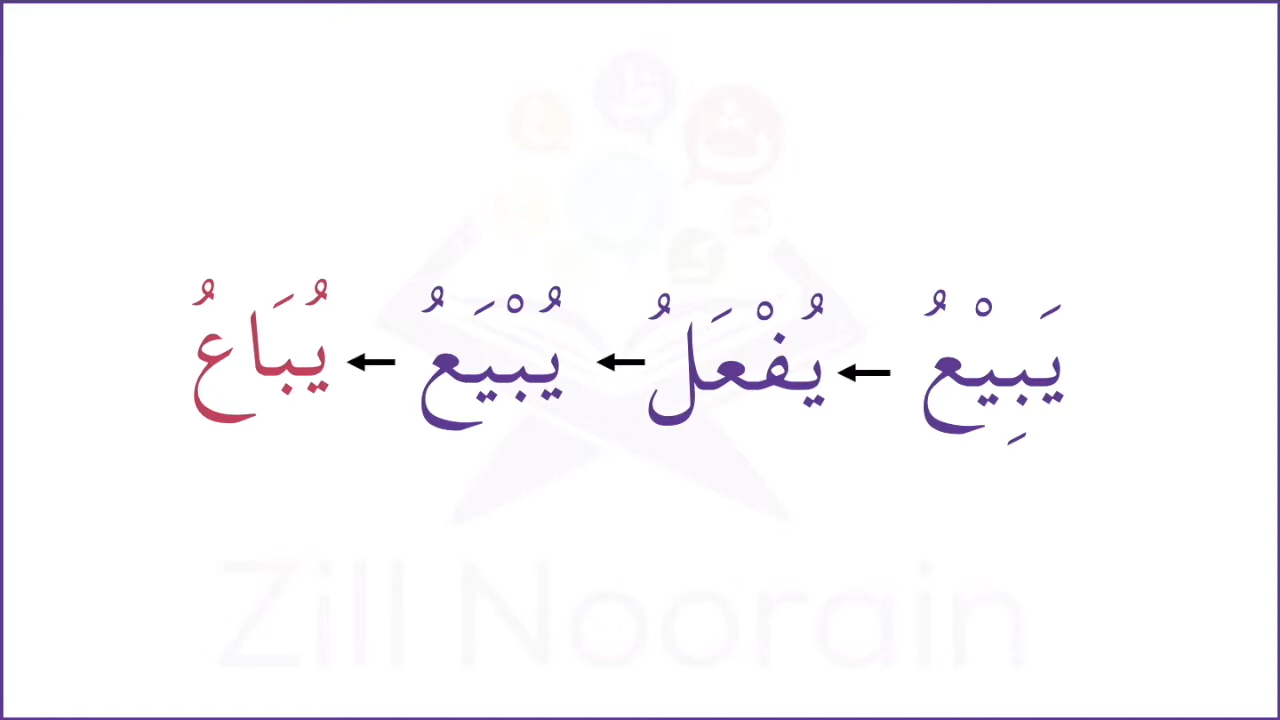 يَبِيْعُ ← يُفْعَلُ ← يُبْيَعُ ← يُبَاعُ
Zill Noorain